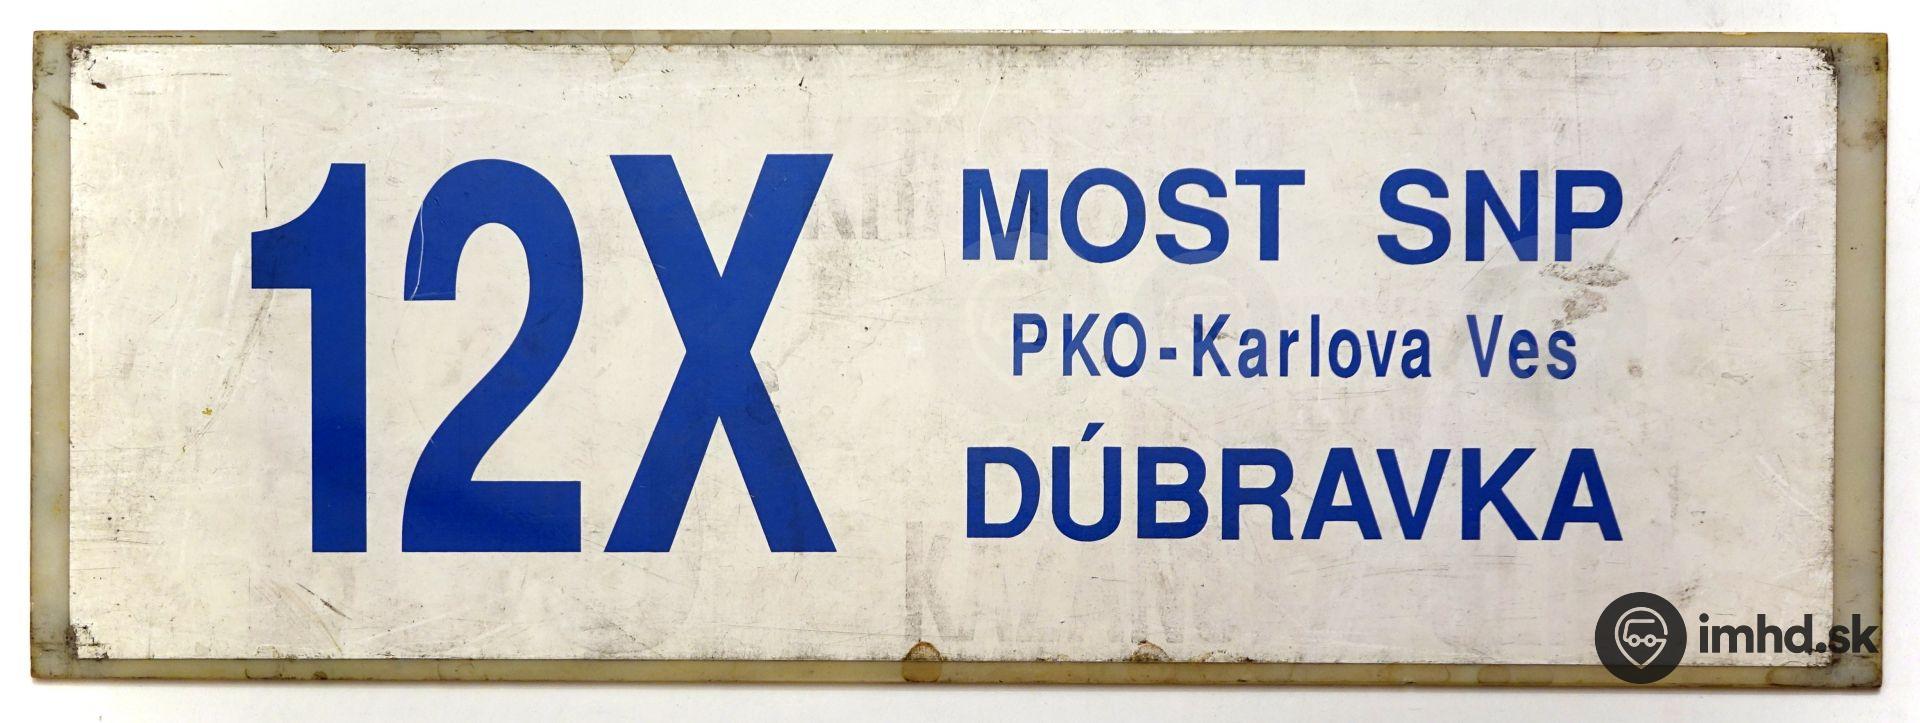 12X
MOST SNP
PKO-Karlova Ves
DÚBRAVKA
imhd.sk